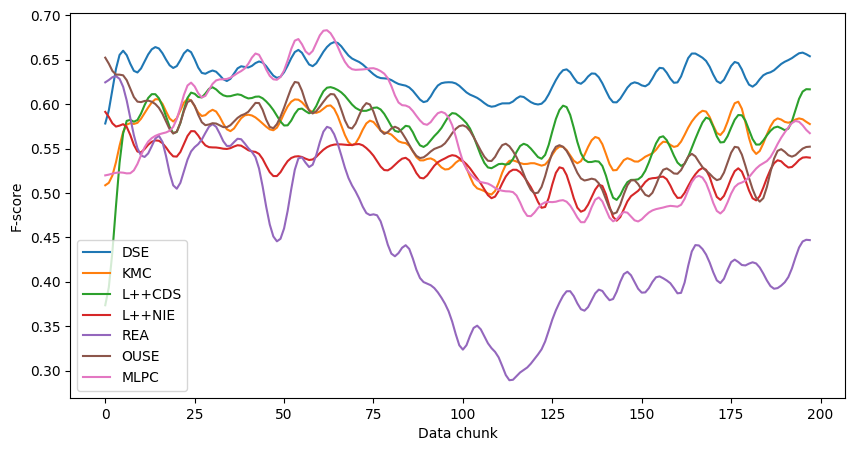 0.70
0.65
0.60
0.55
0.50
0.45
0.40
0.35
0.30
F-score
DSE
KMC
L++CDS
L++NIE
REA
OUSE
MLPC
0 25 50 75 100 125 150 175 200
Data chunk